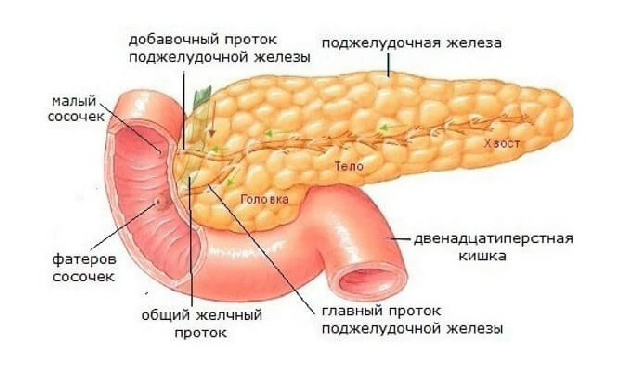 добавочный проток
поджелудочной железы
поджелудочная железа
малый
сосочек
Хвост
Тело
Головка
двенадцатиперстная
кишка
фатеров
сосочек
общий желчный
проток
главный проток
поджелудочной железы